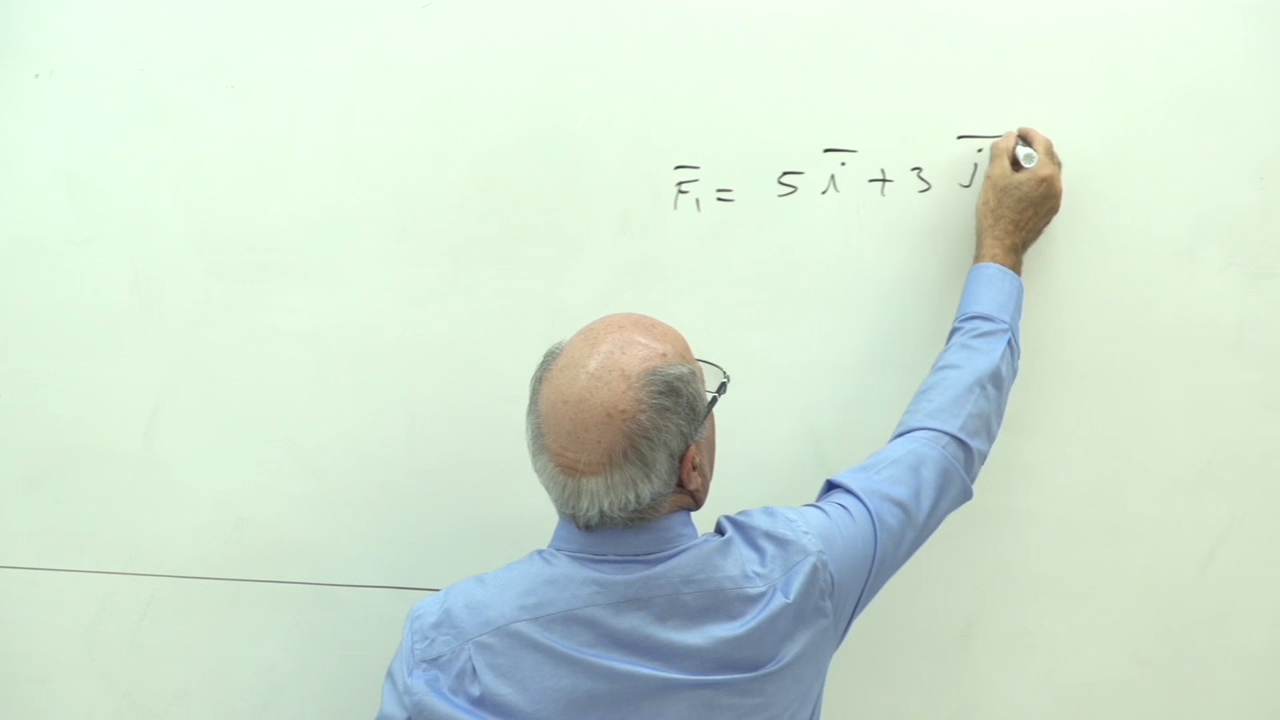 F̅₁ = 5 i̅ + 3 j̅